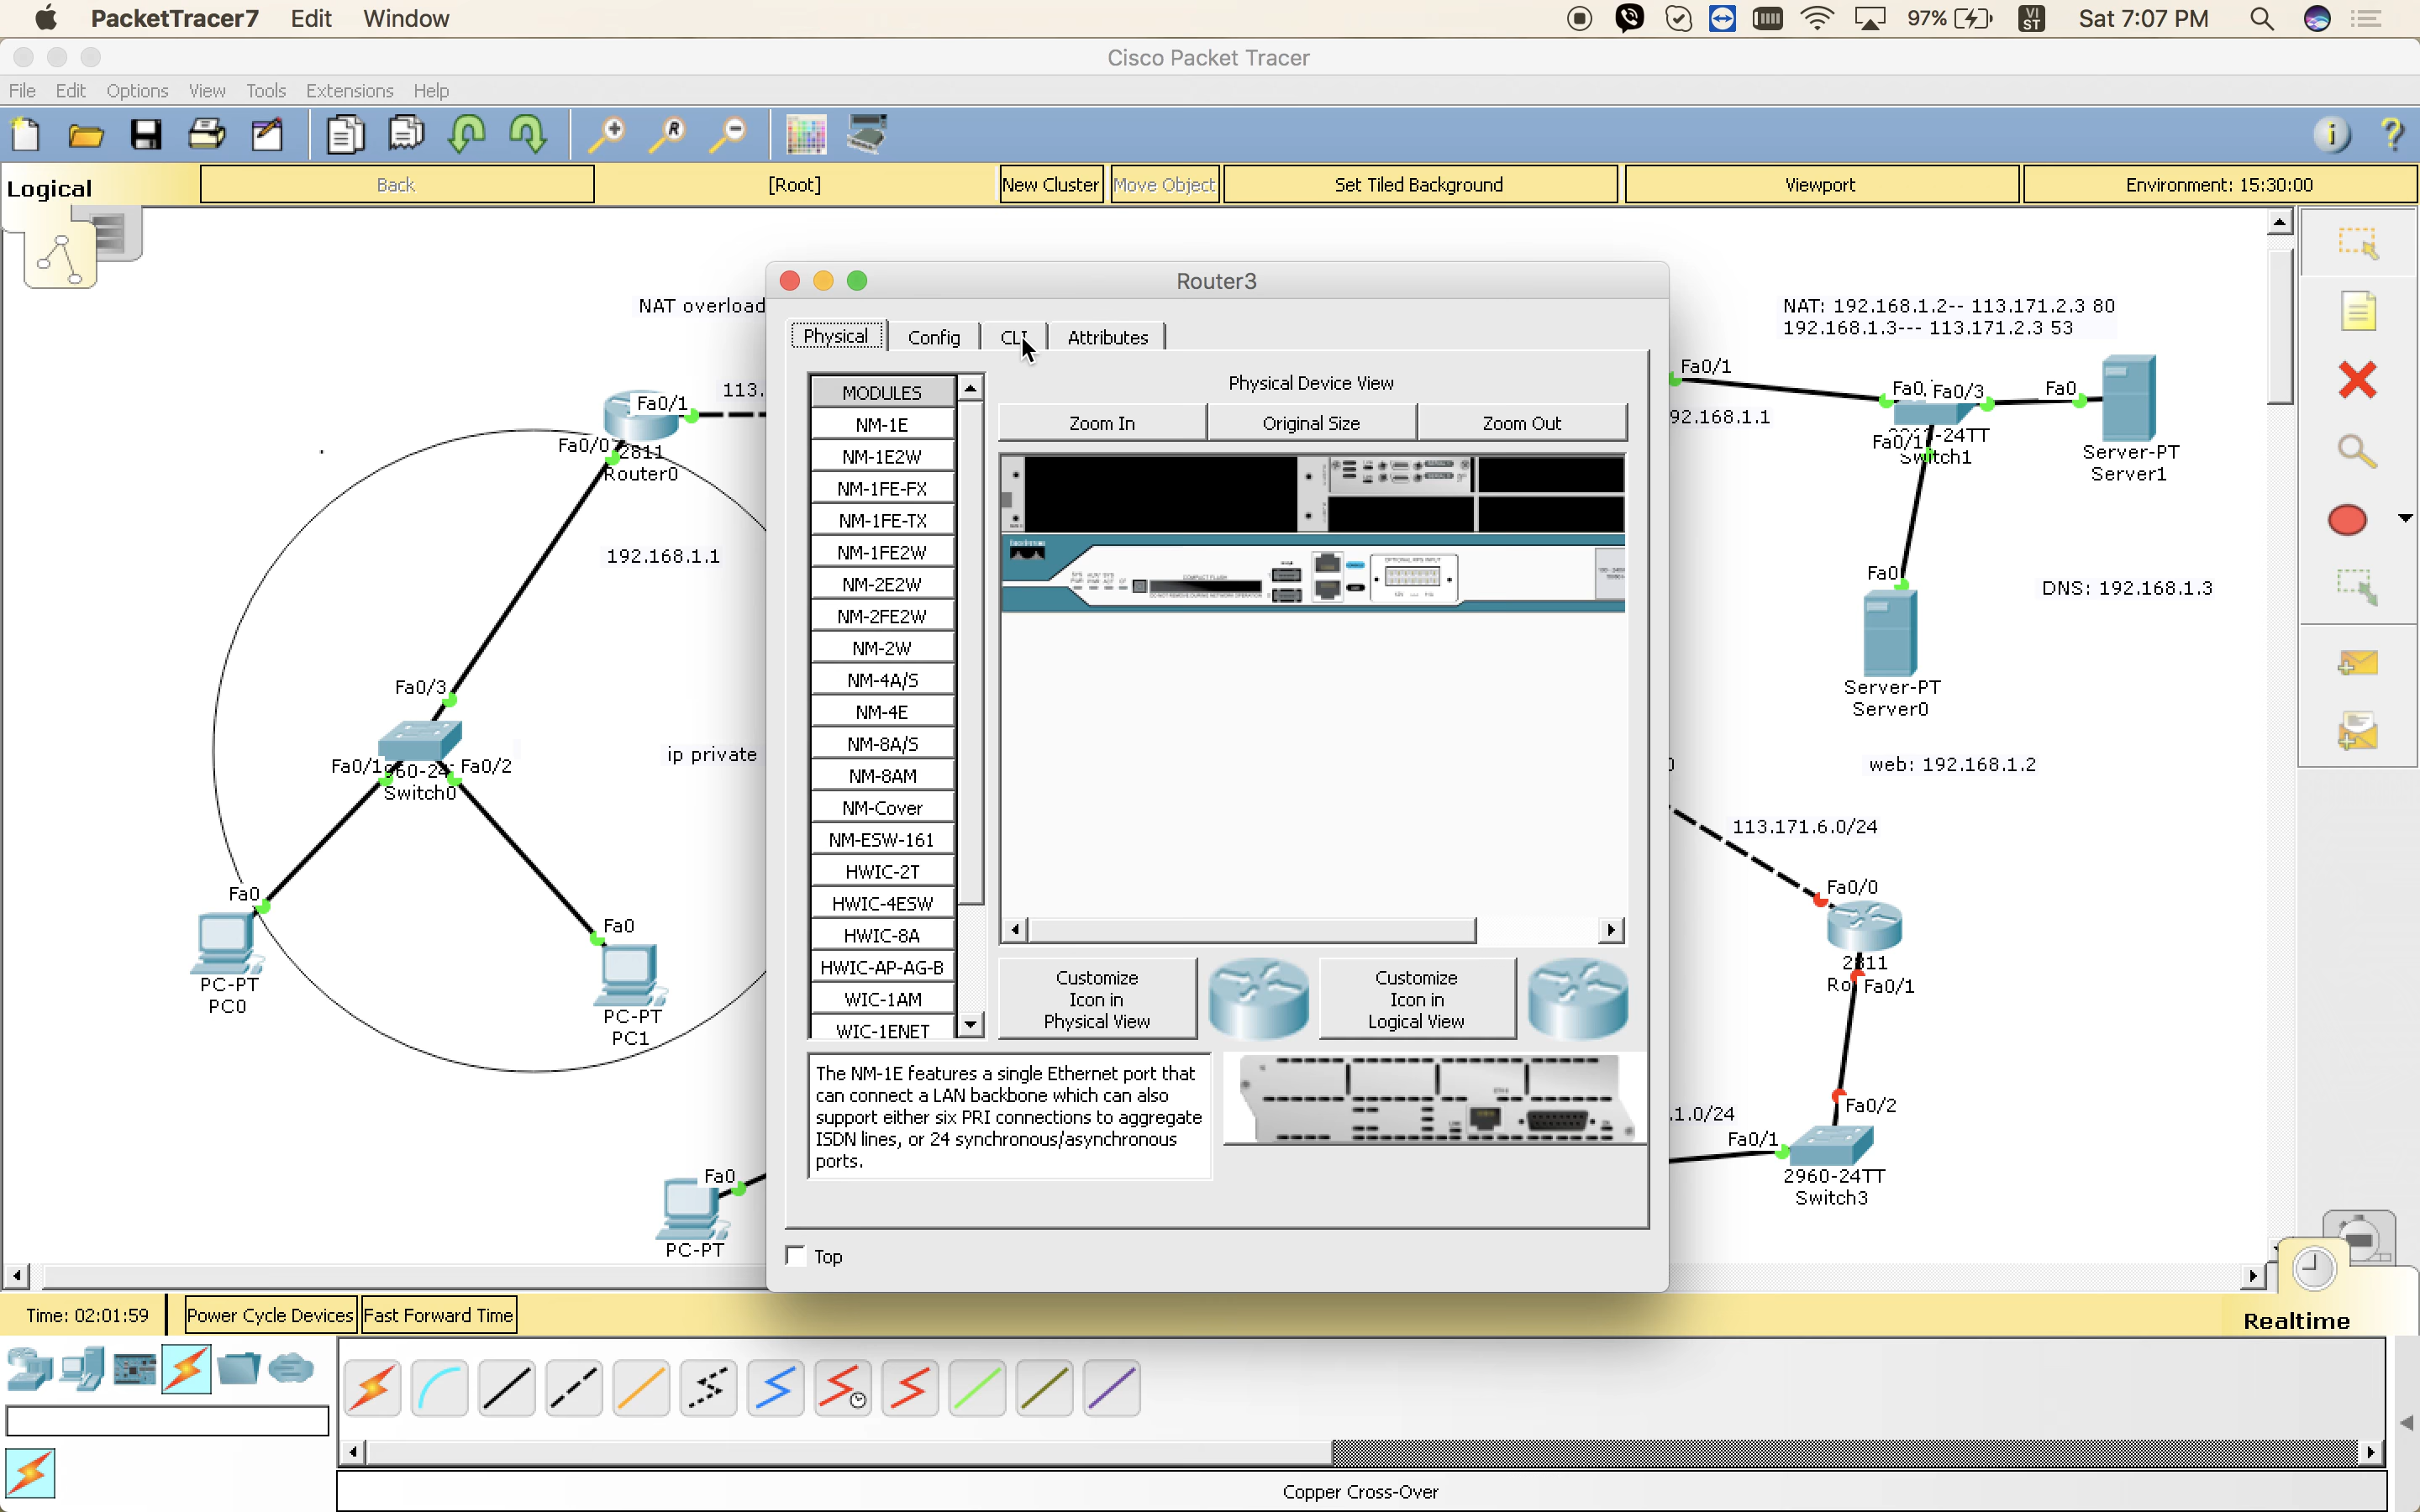 PacketTracer7 Edit Window
97% VI ST Sat 7:07 PM
Cisco Packet Tracer
File Edit Options View Tools Extensions Help
Logical Back [Root] New Cluster Move Object Set Tiled Background Viewport Environment: 15:30:00
NAT overload
Router3
Physical Config CLI Attributes
NAT: 192.168.1.2-- 113.171.2.3 80
192.168.1.3--- 113.171.2.3 53
MODULES
NM-1E
NM-1E2W
NM-1FE-FX
NM-1FE-TX
NM-1FE2W
NM-2E2W
NM-2FE2W
NM-2W
NM-4A/S
NM-4E
NM-8A/S
NM-8AM
NM-Cover
NM-ESW-161
HWIC-2T
HWIC-4ESW
HWIC-8A
HWIC-AP-AG-B
WIC-1AM
WIC-1ENET
Physical Device View
Zoom In Original Size Zoom Out
Customize
Icon in
Physical View
Customize
Icon in
Logical View
The NM-1E features a single Ethernet port that
can connect a LAN backbone which can also
support either six PRI connections to aggregate
ISDN lines, or 24 synchronous/asynchronous
ports.
Top
113.
Fa0/1
Fa0/0
2811
Router0
192.168.1.1
Fa0/3
ip private
Fa0/1
960-24
Fa0/2
Switch0
Fa0
PC-PT
PC0
Fa0
PC-PT
PC1
Fa0
PC-PT
Fa0/1
92.168.1.1
Fa0,
Fa0/3
Fa0
Fa0/1
-24TT
Switch1
Server-PT
Server1
Fa0
DNS: 192.168.1.3
Server-PT
Server0
web: 192.168.1.2
113.171.6.0/24
Fa0/0
2811
Ro
Fa0/1
.1.0/24
Fa0/2
Fa0/1
2960-24TT
Switch3
Time: 02:01:59 Power Cycle Devices Fast Forward Time
Realtime
Copper Cross-Over